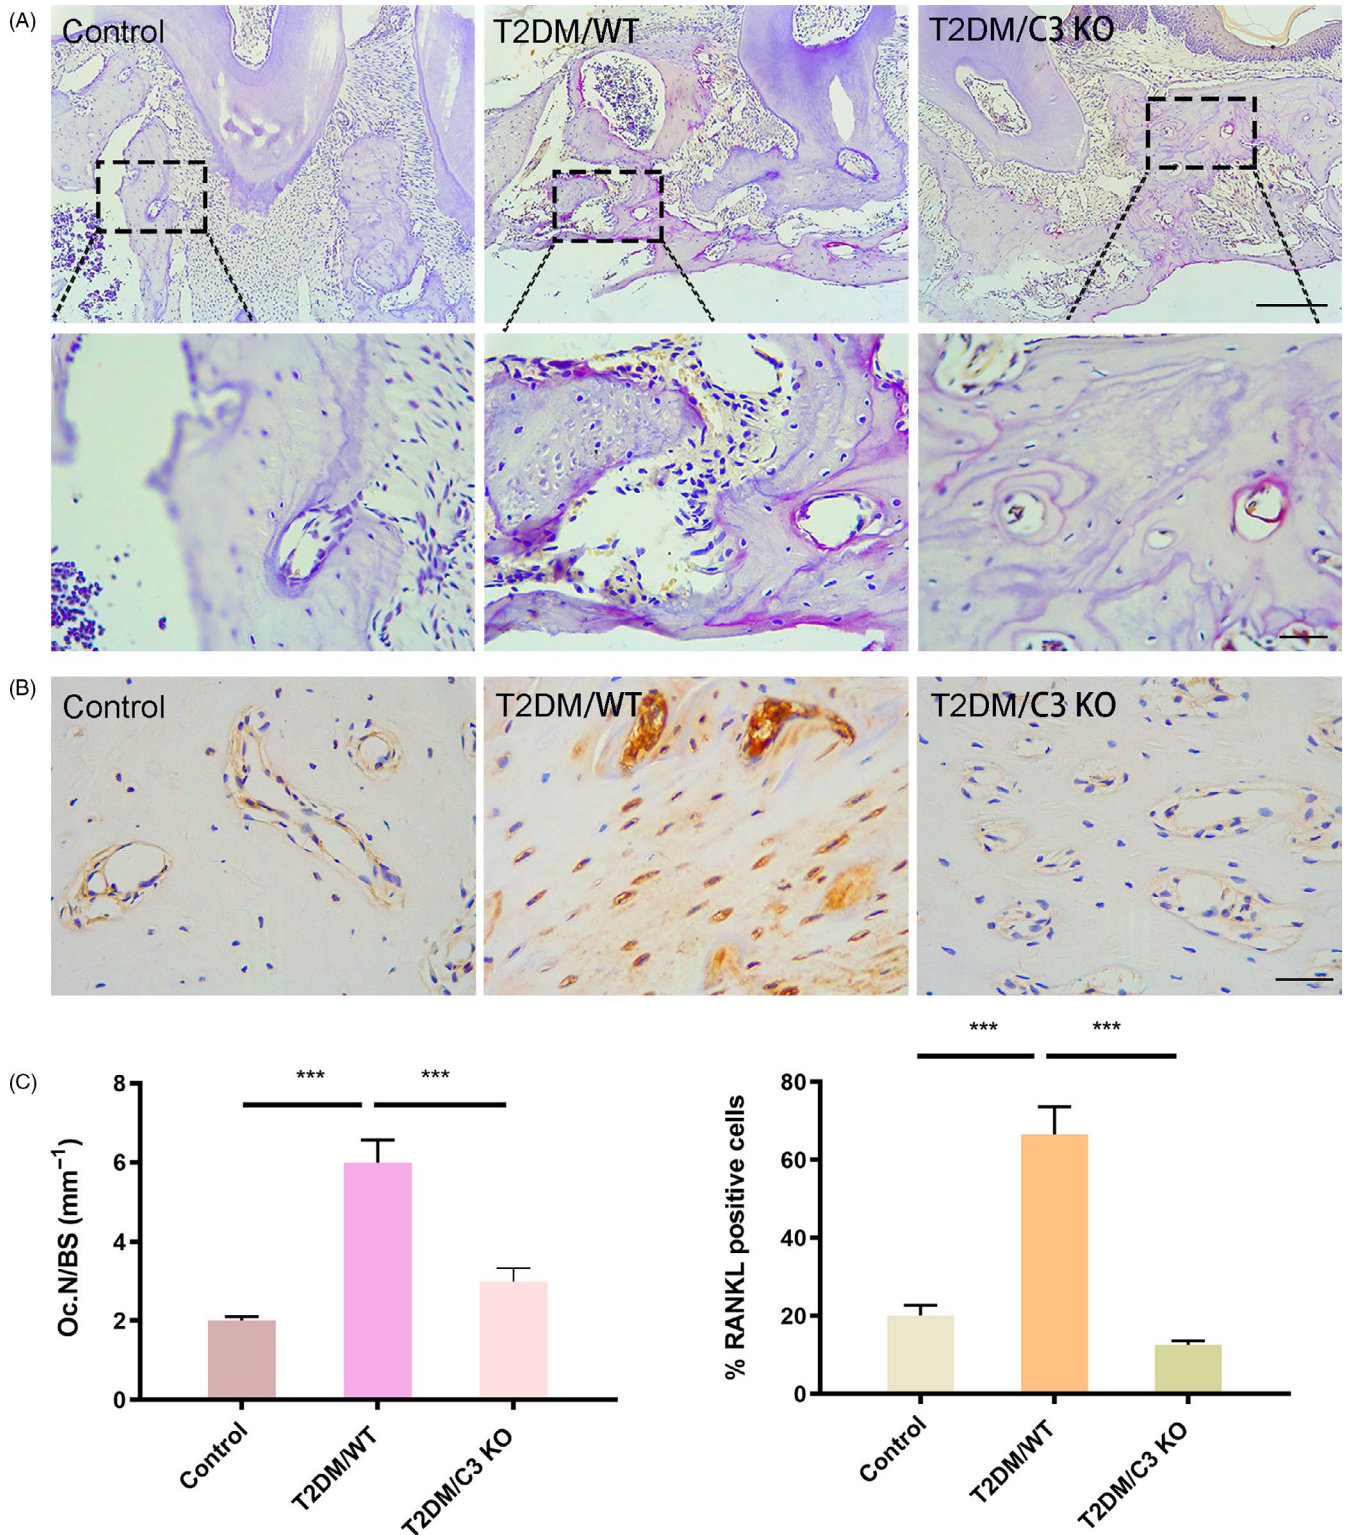 (A)
Control
T2DM/WT
T2DM/C3 KO
(B)
Control
T2DM/WT
T2DM/C3 KO
(C)
*** ***
8
6
4
2
0
Oc.N/BS (mm⁻¹)
Control
T2DM/WT
T2DM/C3 KO
*** ***
80
60
40
20
0
% RANKL positive cells
Control
T2DM/WT
T2DM/C3 KO